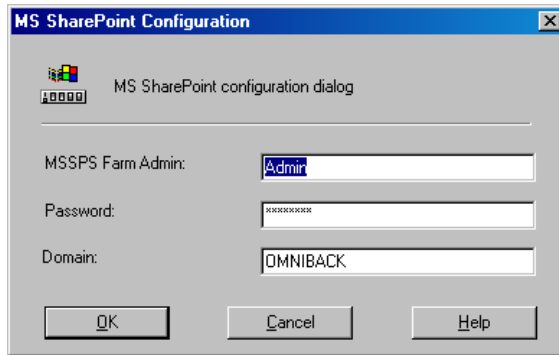 MS SharePoint Configuration
MS SharePoint configuration dialog
MSSPS Farm Admin: Admin
Password: ********
Domain: OMNIBACK
OK Cancel Help